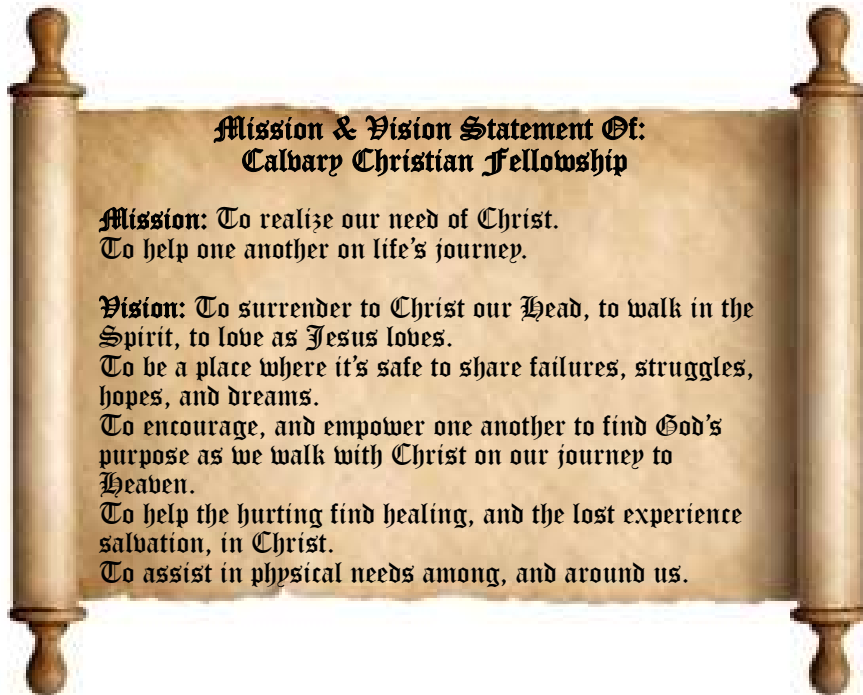 Mission & Vision Statement Of:
Calvary Christian Fellowship
Mission: To realize our need of Christ.
To help one another on life's journey.
Vision: To surrender to Christ our Head, to walk in the
Spirit, to love as Jesus loves.
To be a place where it's safe to share failures, struggles,
hopes, and dreams.
To encourage, and empower one another to find God's
purpose as we walk with Christ on our journey to
Heaven.
To help the hurting find healing, and the lost experience
salvation, in Christ.
To assist in physical needs among, and around us.